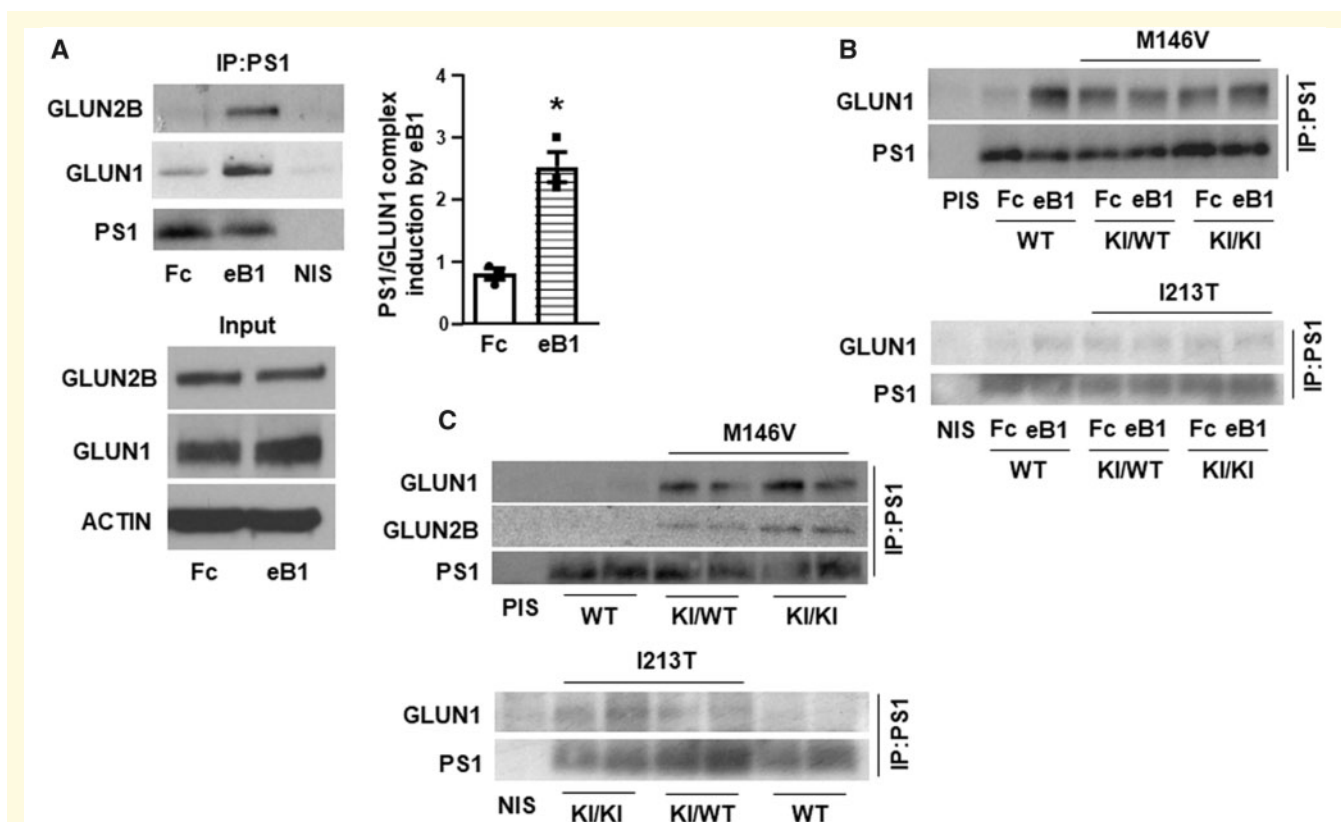 A
IP:PS1
GLUN2B
GLUN1
PS1
Fc eB1 NIS
Input
GLUN2B
GLUN1
ACTIN
Fc eB1
PS1/GLUN1 complex
induction by eB1
4
3
2
1
0
*
Fc eB1
B
M146V
GLUN1
PS1
IP:PS1
PIS Fc eB1 Fc eB1 Fc eB1
WT KI/WT KI/KI
I213T
GLUN1
PS1
IP:PS1
NIS Fc eB1 Fc eB1 Fc eB1
WT KI/WT KI/KI
C
M146V
GLUN1
GLUN2B
PS1
IP:PS1
PIS WT KI/WT KI/KI
I213T
GLUN1
PS1
IP:PS1
NIS KI/KI KI/WT WT